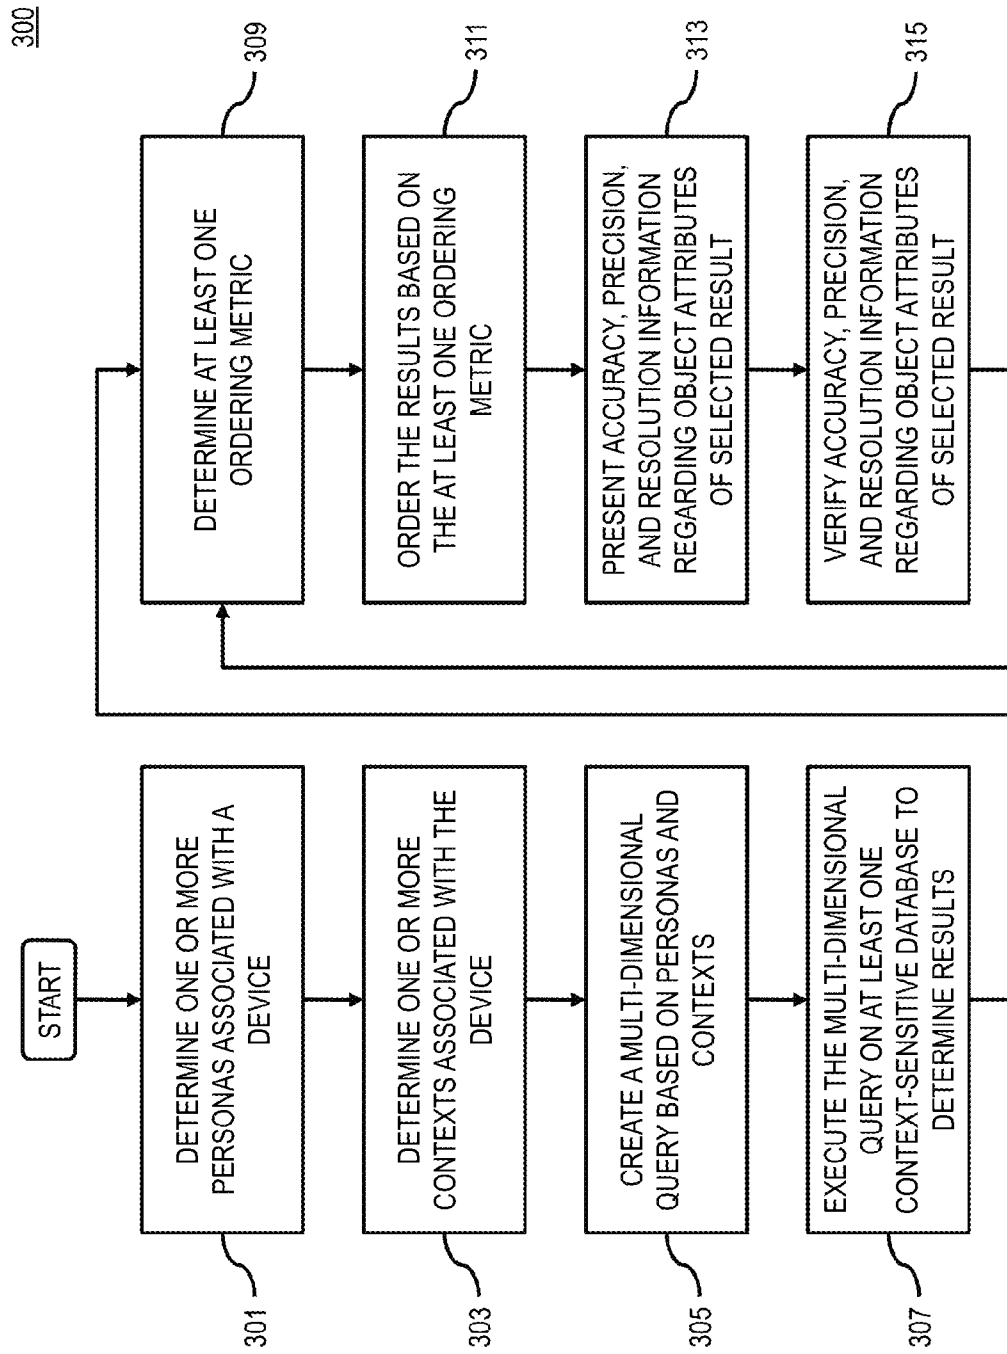 300
START
DETERMINE ONE OR MORE
PERSONAS ASSOCIATED WITH A
DEVICE
301
DETERMINE ONE OR MORE
CONTEXTS ASSOCIATED WITH THE
DEVICE
303
CREATE A MULTI-DIMENSIONAL
QUERY BASED ON PERSONAS AND
CONTEXTS
305
EXECUTE THE MULTI-DIMENSIONAL
QUERY ON AT LEAST ONE
CONTEXT-SENSITIVE DATABASE TO
DETERMINE RESULTS
307
DETERMINE AT LEAST ONE
ORDERING METRIC
309
ORDER THE RESULTS BASED ON
THE AT LEAST ONE ORDERING
METRIC
311
PRESENT ACCURACY, PRECISION,
AND RESOLUTION INFORMATION
REGARDING OBJECT ATTRIBUTES
OF SELECTED RESULT
313
VERIFY ACCURACY, PRECISION,
AND RESOLUTION INFORMATION
REGARDING OBJECT ATTRIBUTES
OF SELECTED RESULT
315